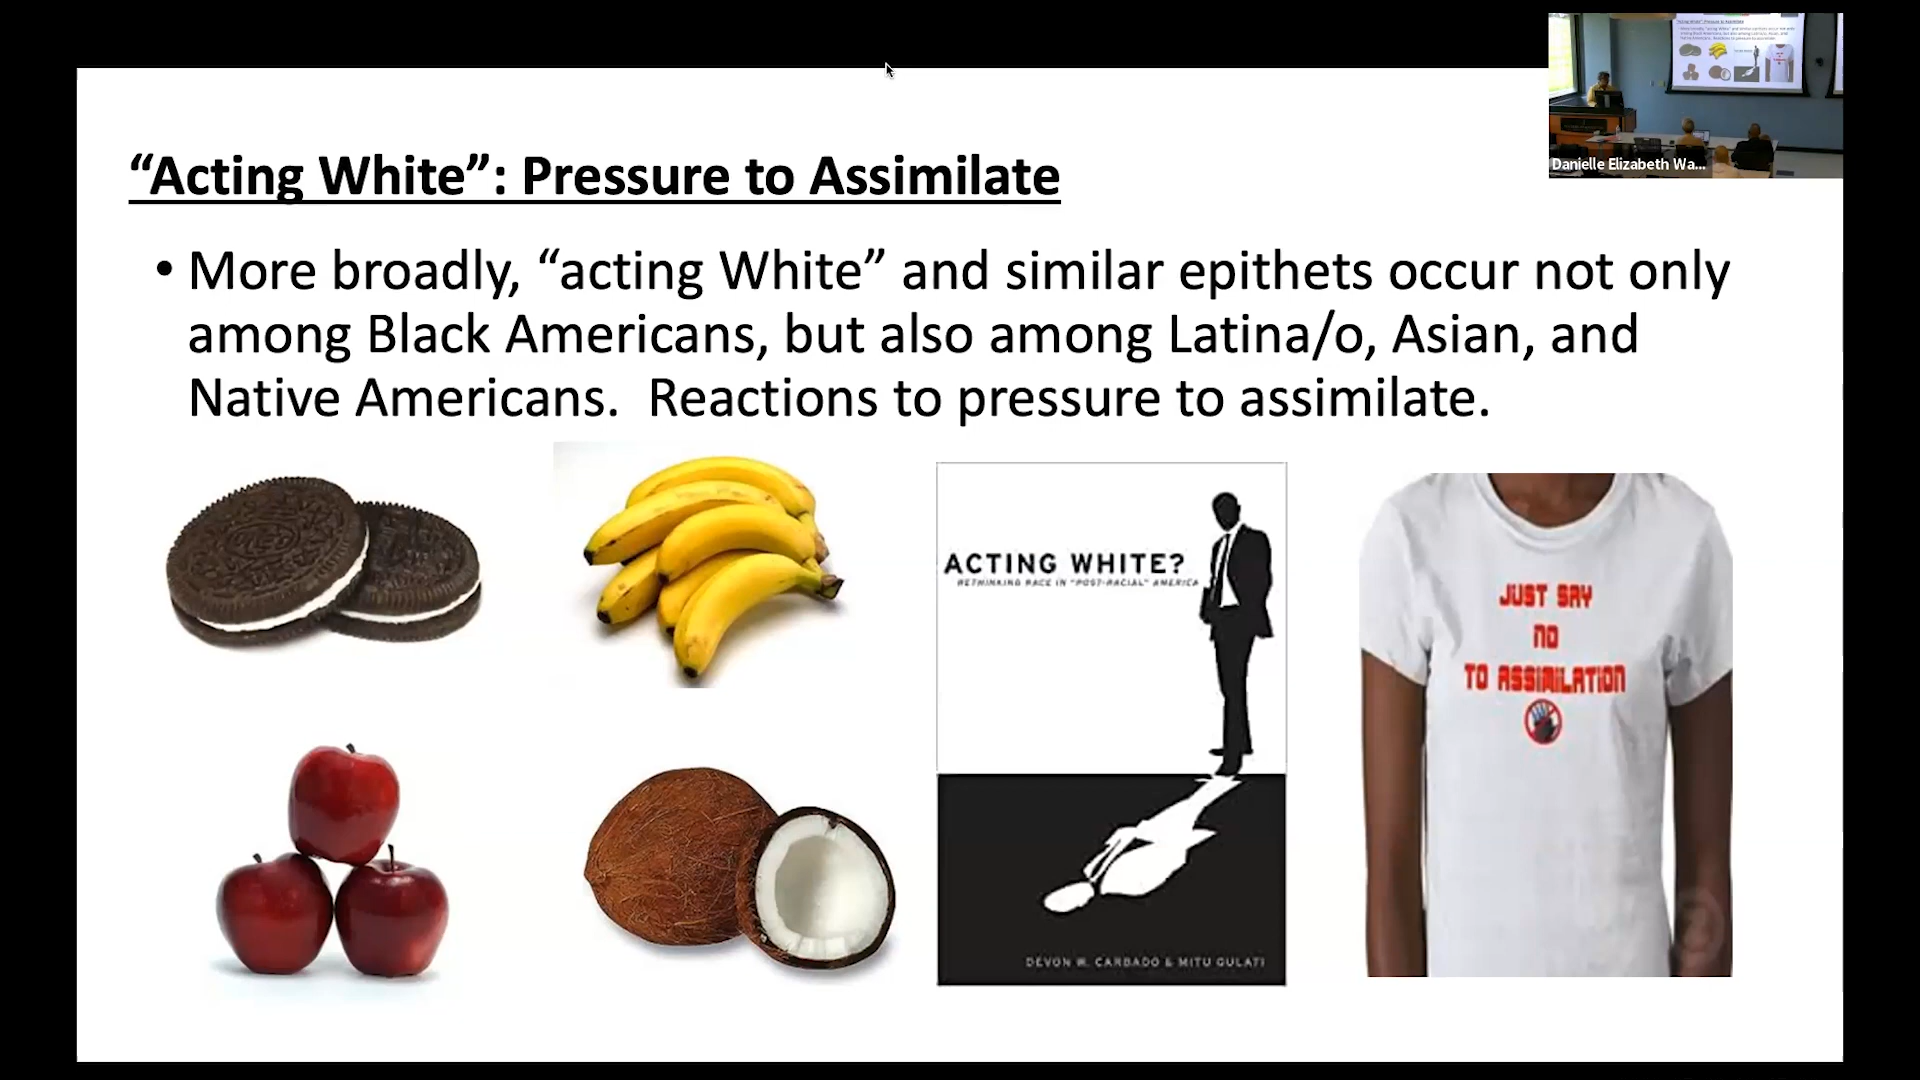 Danielle Elizabeth Wa...
“Acting White”: Pressure to Assimilate
• More broadly, “acting White” and similar epithets occur not only
among Black Americans, but also among Latina/o, Asian, and
Native Americans.  Reactions to pressure to assimilate.
ACTING WHITE?
RETHINKING RACE IN "POST-RACIAL" AMERICA
DEVON W. CARBADO & MITU GULATI
JUST SAY
NO
TO ASSIMILATION